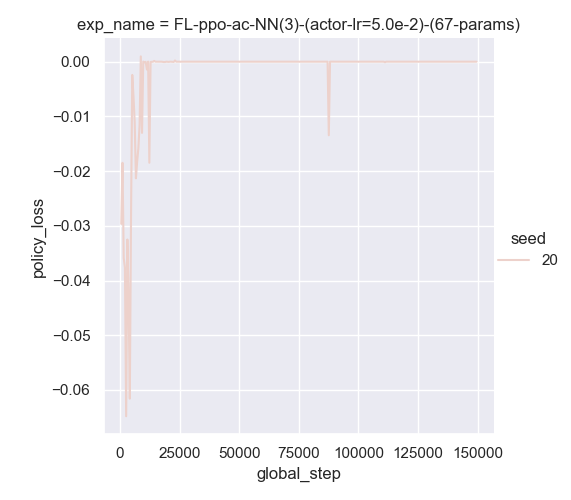 exp_name = FL-ppo-ac-NN(3)-(actor-lr=5.0e-2)-(67-params)
0.00
−0.01
−0.02
−0.03
−0.04
−0.05
−0.06
policy_loss
0 25000 50000 75000 100000 125000 150000
global_step
seed
20